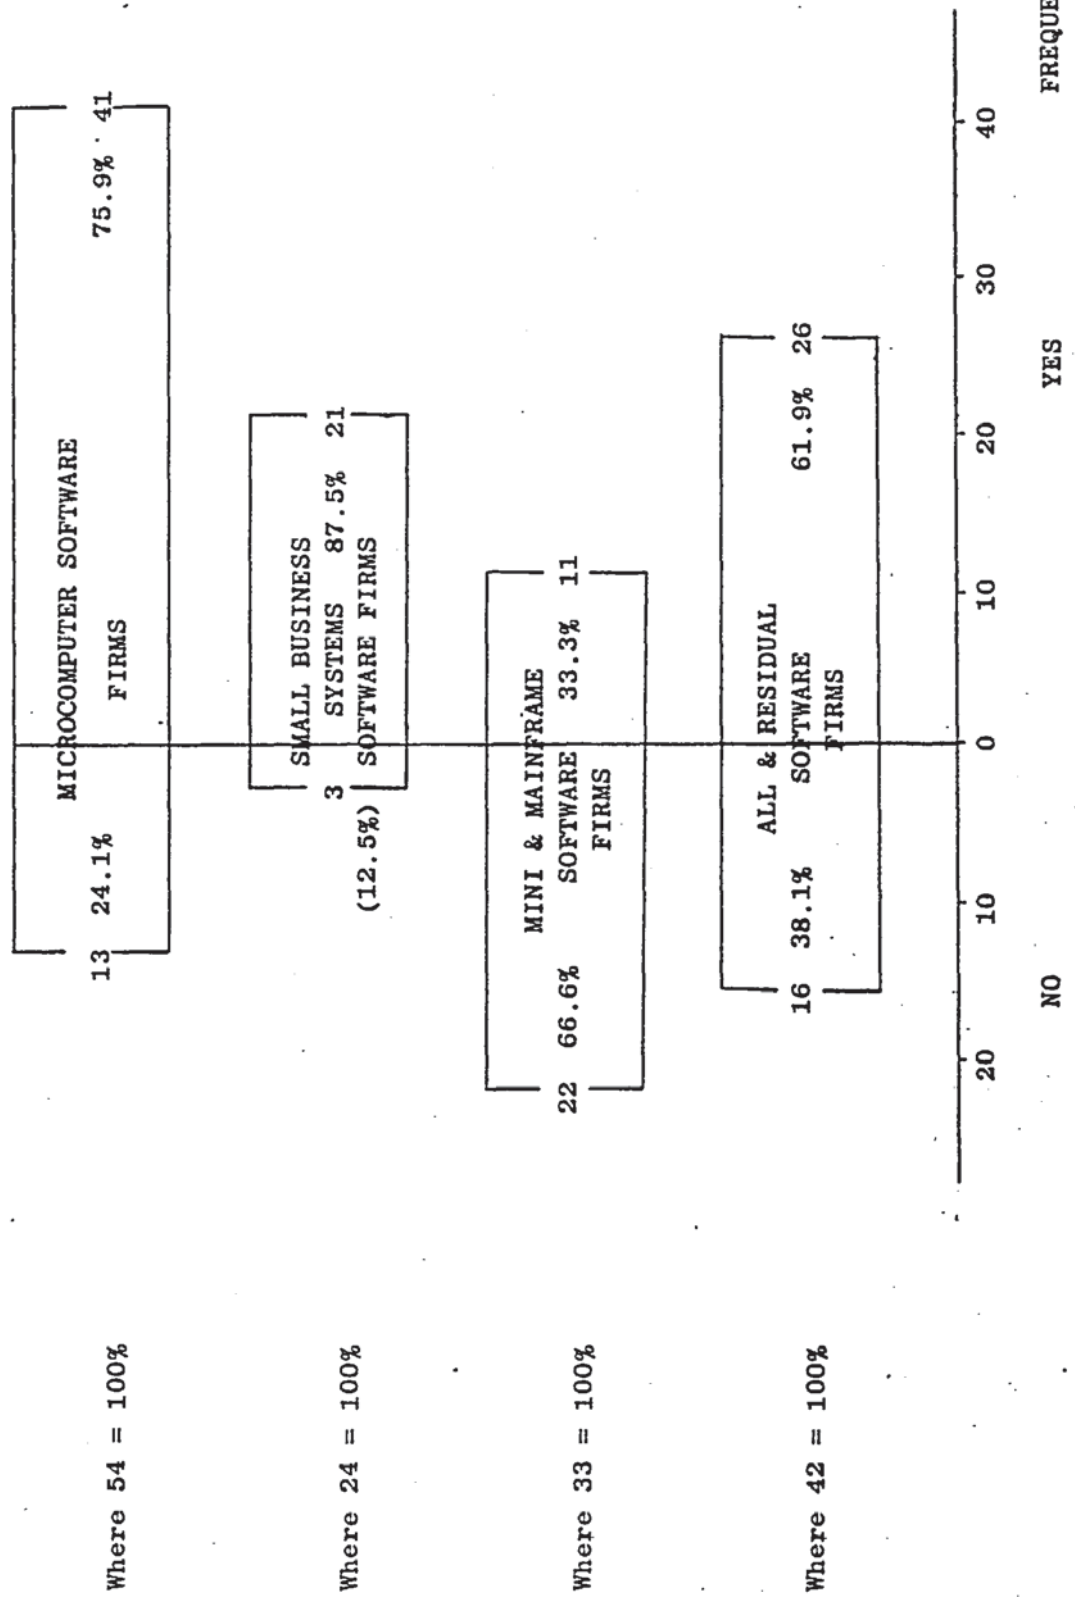 Where 54 = 100%
13 24.1%
MICROCOMPUTER SOFTWARE
FIRMS
75.9% 41
Where 24 = 100%
3
(12.5%)
SMALL BUSINESS
SYSTEMS 87.5% 21
SOFTWARE FIRMS
Where 33 = 100%
22 66.6%
MINI & MAINFRAME
SOFTWARE 33.3% 11
FIRMS
Where 42 = 100%
16 38.1%
ALL & RESIDUAL
SOFTWARE
FIRMS
61.9% 26
20 10 0 10 20 30 40
NO YES FREQUE